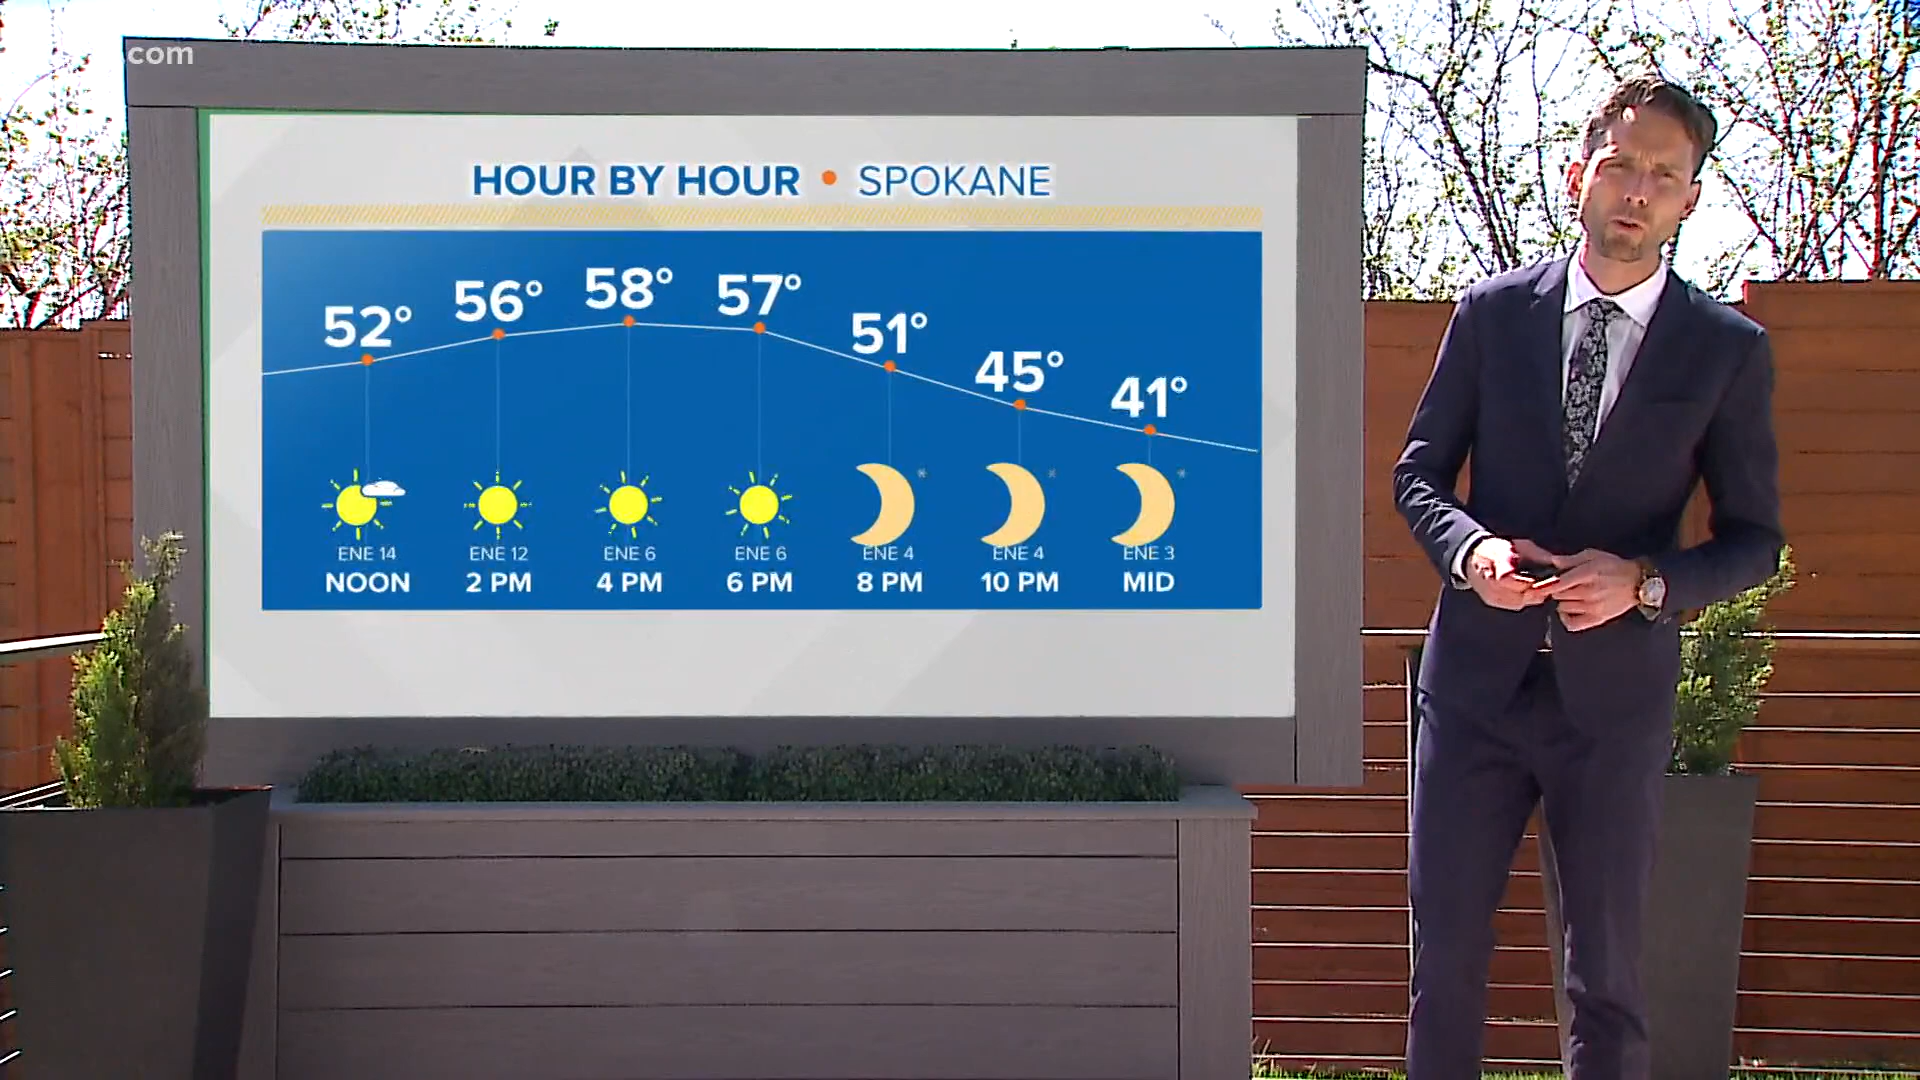 .com
HOUR BY HOUR • SPOKANE
52° 56° 58° 57° 51° 45° 41°
ENE 14 ENE 12 ENE 6 ENE 6 ENE 4 ENE 4 ENE 3
NOON 2 PM 4 PM 6 PM 8 PM 10 PM MID